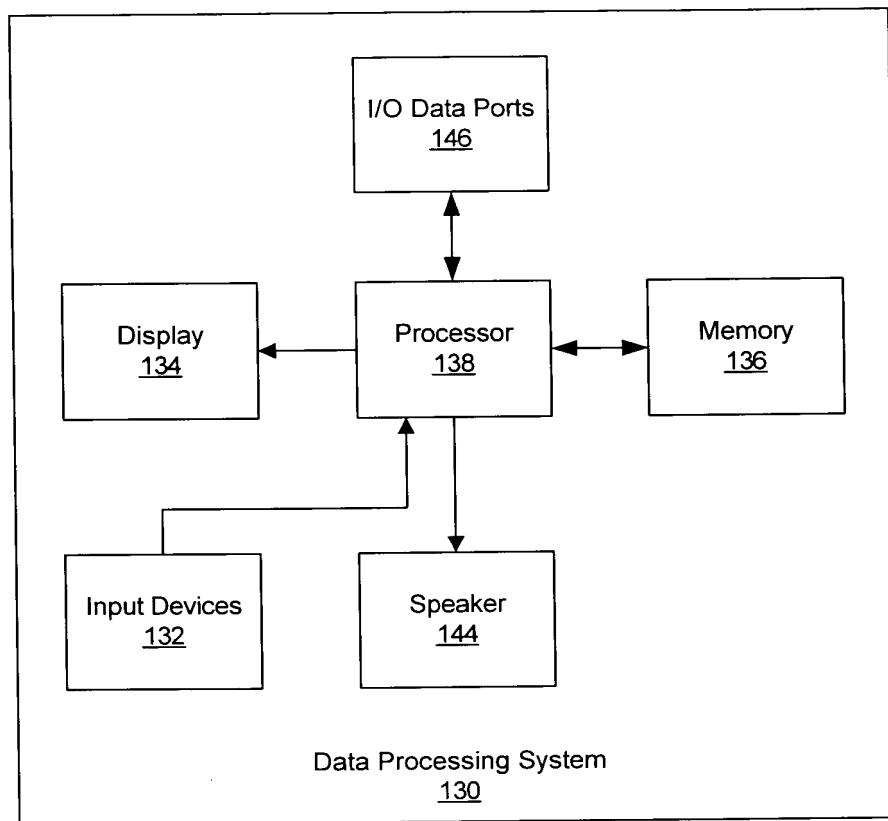 I/O Data Ports
146
Display
134
Processor
138
Memory
136
Input Devices
132
Speaker
144
Data Processing System
130